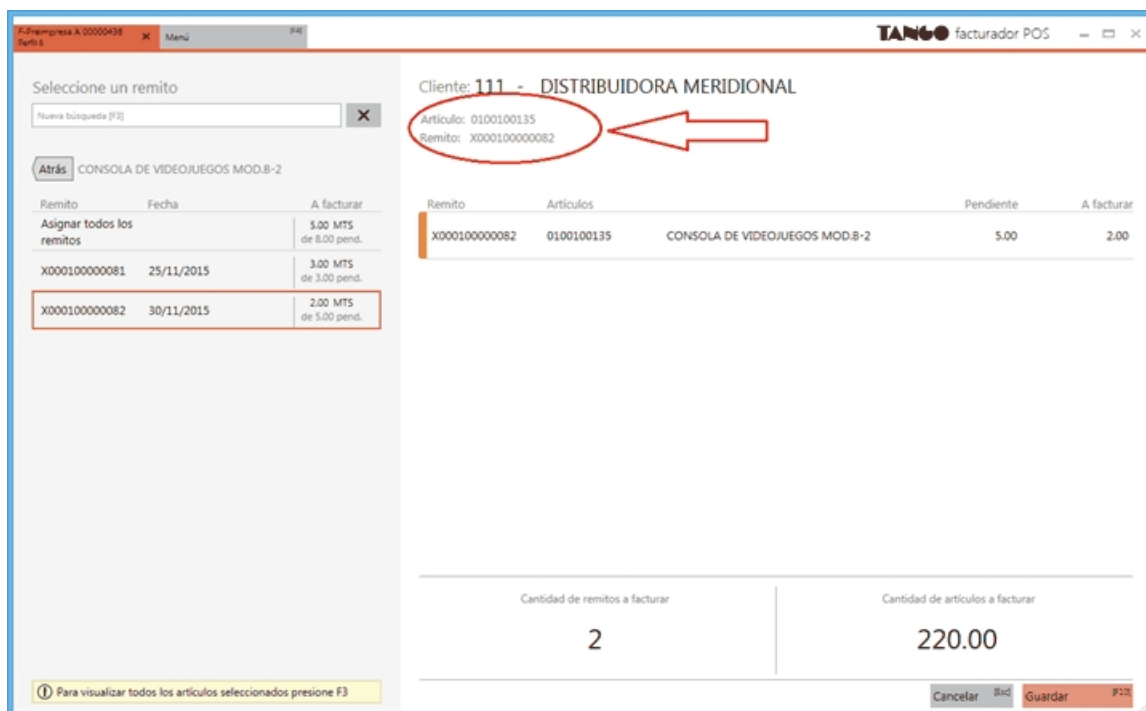 F-Preimpresa A 00000436
Perfil 6
Menú
[F4]
TANGO facturador POS
Seleccione un remito
Nueva búsqueda [F3]
Atrás CONSOLA DE VIDEOJUEGOS MOD.B-2
Remito Fecha A facturar
Asignar todos los remitos 5.00 MTS
de 8.00 pend.
X000100000081 25/11/2015 3.00 MTS
de 3.00 pend.
X000100000082 30/11/2015 2.00 MTS
de 5.00 pend.
Para visualizar todos los artículos seleccionados presione F3
Cliente: 111 - DISTRIBUIDORA MERIDIONAL
Artículo: 0100100135
Remito: X000100000082
Remito Artículos Pendiente A facturar
X000100000082 0100100135 CONSOLA DE VIDEOJUEGOS MOD.B-2 5.00 2.00
Cantidad de remitos a facturar
2
Cantidad de artículos a facturar
220.00
Cancelar [Esc] Guardar